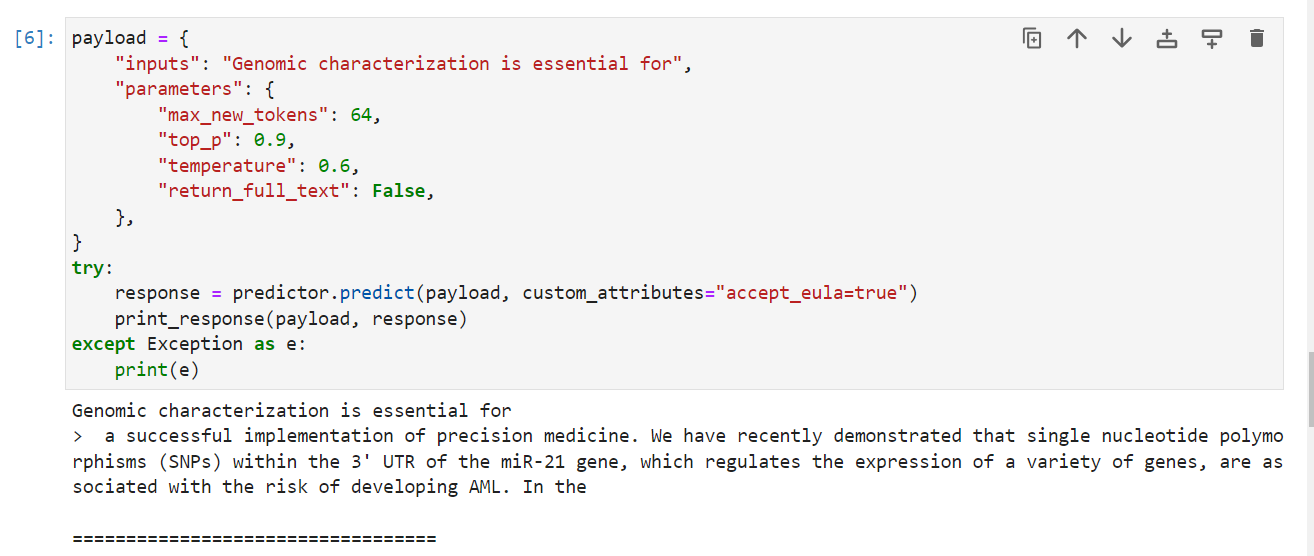 [6]: payload = {
    "inputs": "Genomic characterization is essential for",
    "parameters": {
        "max_new_tokens": 64,
        "top_p": 0.9,
        "temperature": 0.6,
        "return_full_text": False,
    },
}
try:
    response = predictor.predict(payload, custom_attributes="accept_eula=true")
    print_response(payload, response)
except Exception as e:
    print(e)
Genomic characterization is essential for
>  a successful implementation of precision medicine. We have recently demonstrated that single nucleotide polymo
rphisms (SNPs) within the 3' UTR of the miR-21 gene, which regulates the expression of a variety of genes, are as
sociated with the risk of developing AML. In the
==================================